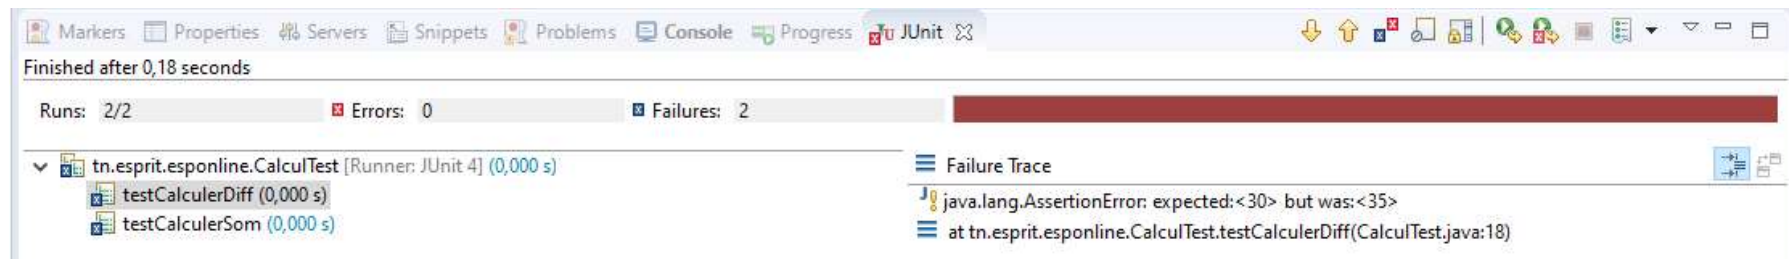 Markers Properties Servers Snippets Problems Console Progress JUnit
Finished after 0,18 seconds
Runs: 2/2 Errors: 0 Failures: 2
tn.esprit.esponline.CalculTest [Runner: JUnit 4] (0,000 s)
testCalculerDiff (0,000 s)
testCalculerSom (0,000 s)
Failure Trace
java.lang.AssertionError: expected:<30> but was:<35>
at tn.esprit.esponline.CalculTest.testCalculerDiff(CalculTest.java:18)